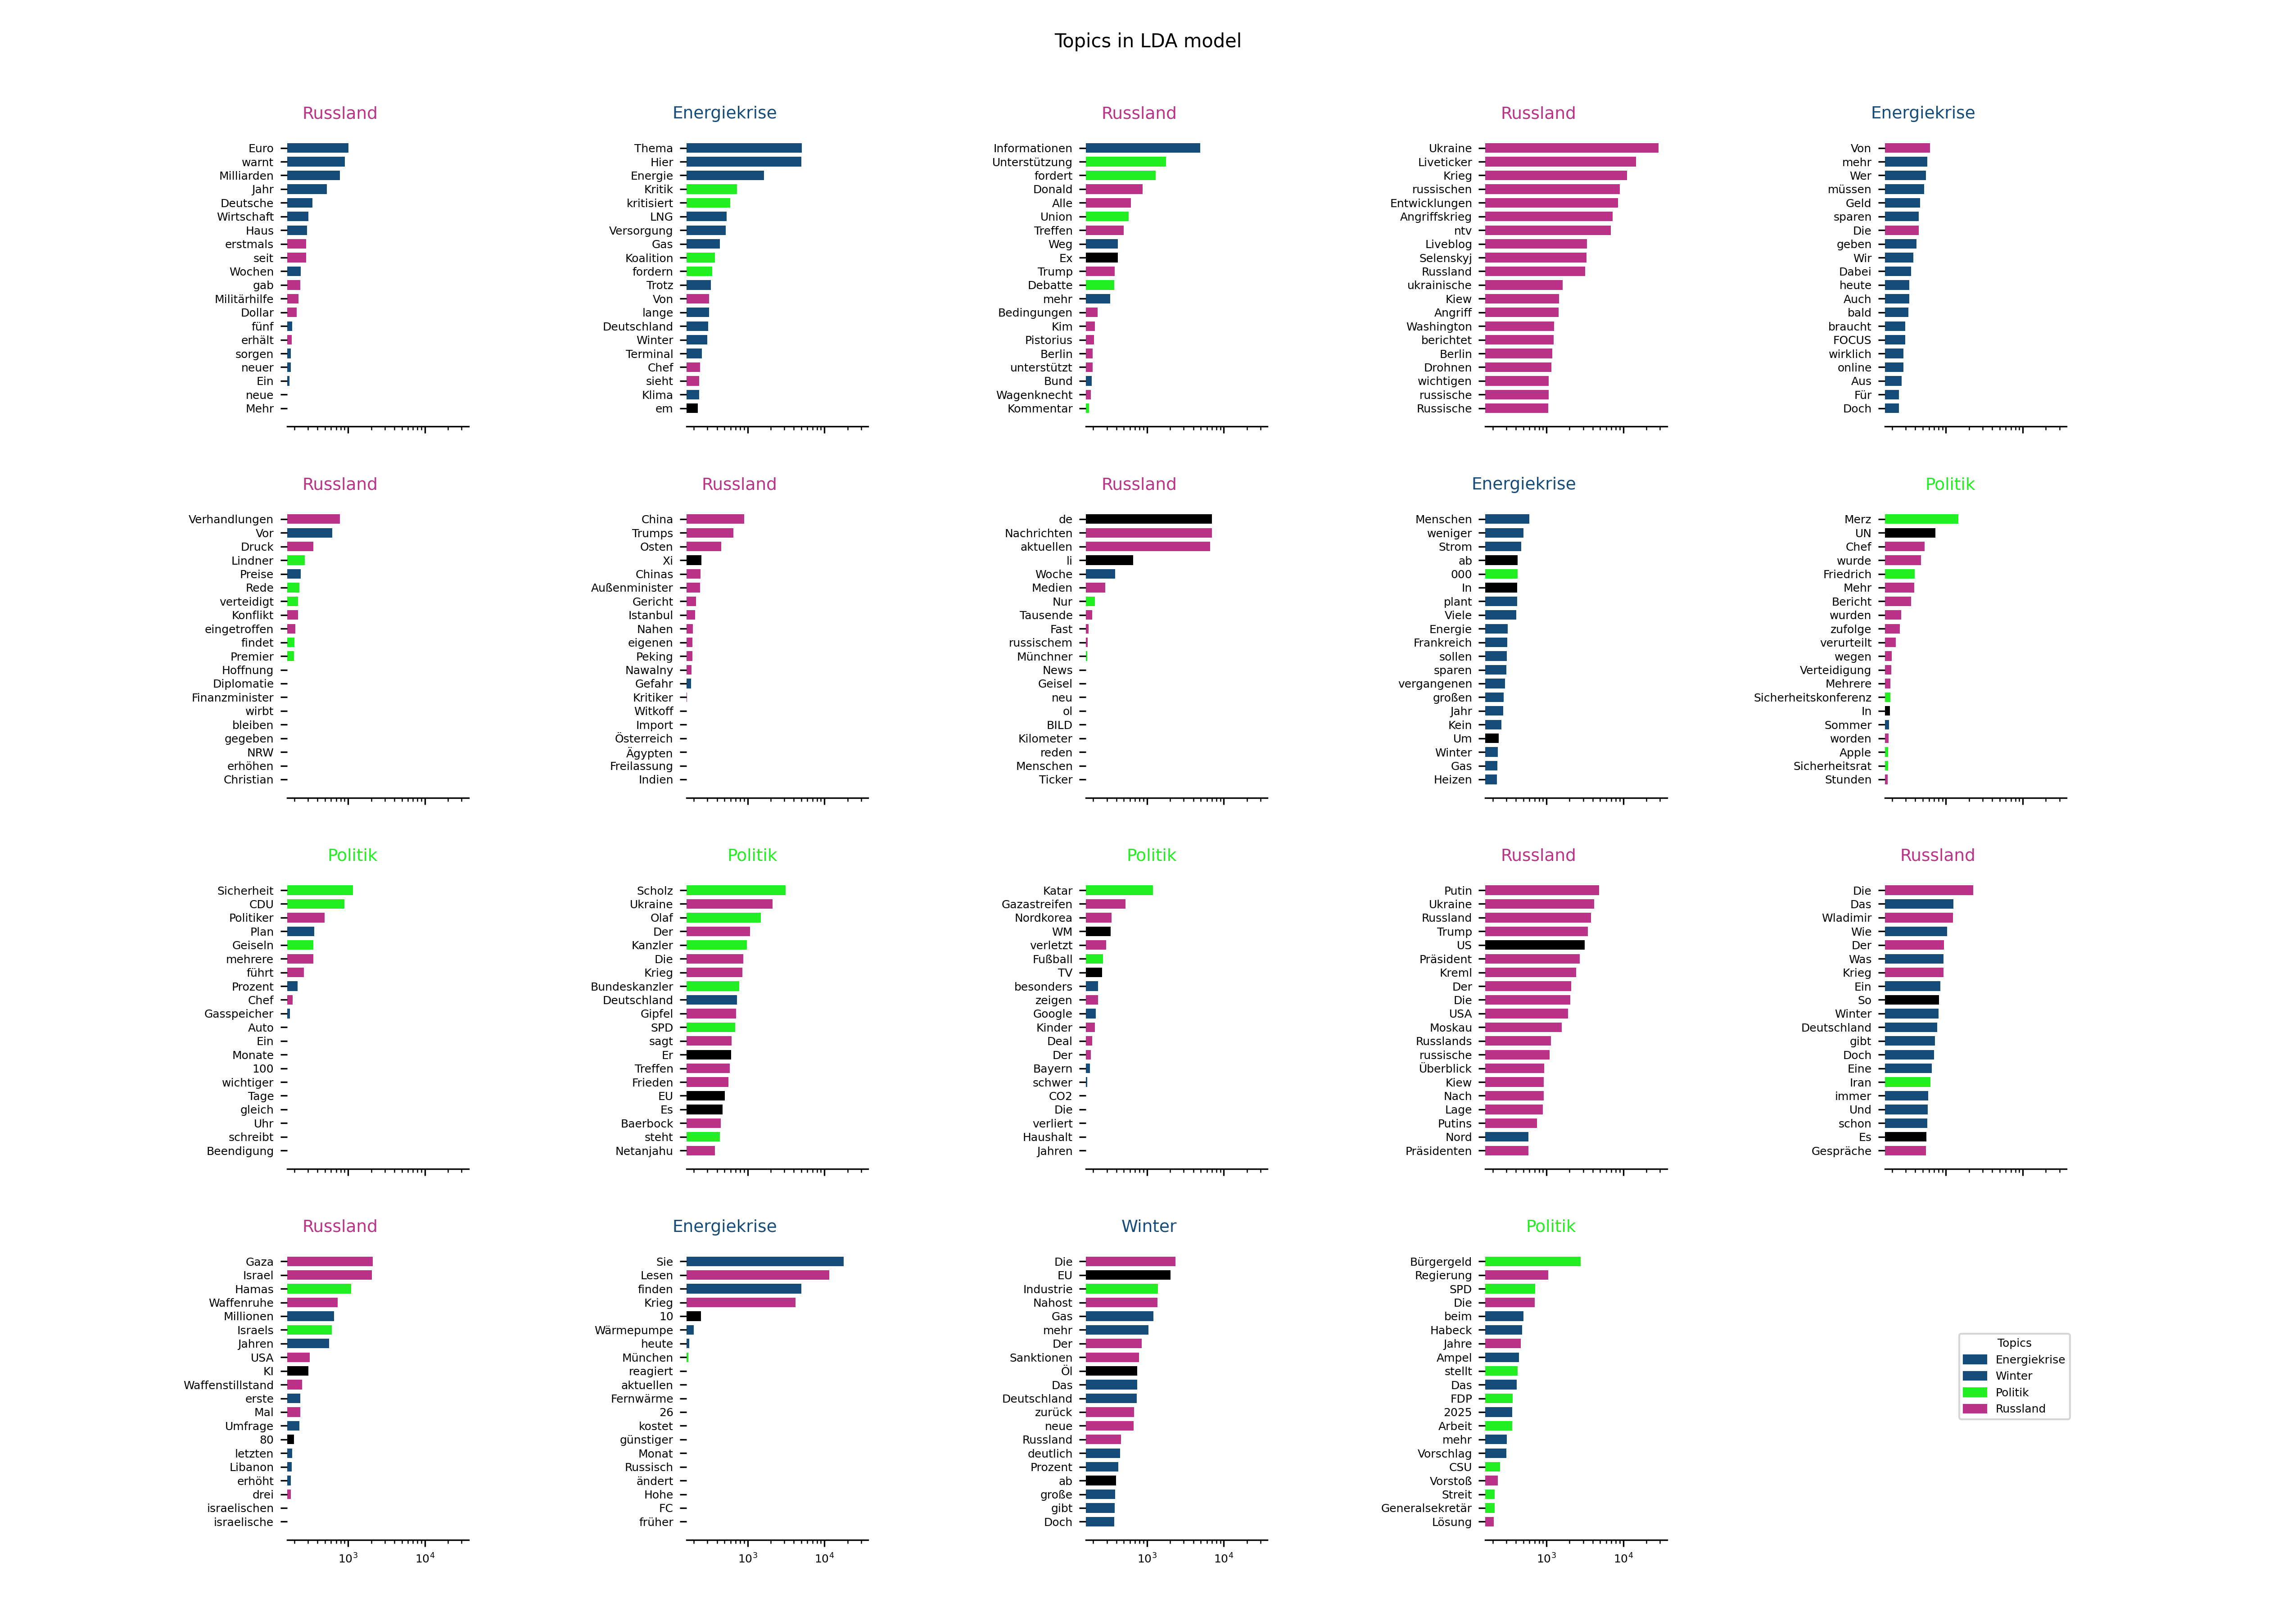 Topics in LDA model
Russland
Euro
warnt
Milliarden
Jahr
Deutsche
Wirtschaft
Haus
erstmals
seit
Wochen
gab
Militärhilfe
Dollar
fünf
erhält
sorgen
neuer
Ein
neue
Mehr
Energiekrise
Thema
Hier
Energie
Kritik
kritisiert
LNG
Versorgung
Gas
Koalition
fordern
Trotz
Von
lange
Deutschland
Winter
Terminal
Chef
sieht
Klima
em
Russland
Informationen
Unterstützung
fordert
Donald
Alle
Union
Treffen
Weg
Ex
Trump
Debatte
mehr
Bedingungen
Kim
Pistorius
Berlin
unterstützt
Bund
Wagenknecht
Kommentar
Russland
Ukraine
Liveticker
Krieg
russischen
Entwicklungen
Angriffskrieg
ntv
Liveblog
Selenskyj
Russland
ukrainische
Kiew
Angriff
Washington
berichtet
Berlin
Drohnen
wichtigen
russische
Russische
Energiekrise
Von
mehr
Wer
müssen
Geld
sparen
Die
geben
Wir
Dabei
heute
Auch
bald
braucht
FOCUS
wirklich
online
Aus
Für
Doch
Russland
Verhandlungen
Vor
Druck
Lindner
Preise
Rede
verteidigt
Konflikt
eingetroffen
findet
Premier
Hoffnung
Diplomatie
Finanzminister
wirbt
bleiben
gegeben
NRW
erhöhen
Christian
Russland
China
Trumps
Osten
Xi
Chinas
Außenminister
Gericht
Istanbul
Nahen
eigenen
Peking
Nawalny
Gefahr
Kritiker
Witkoff
Import
Österreich
Ägypten
Freilassung
Indien
Russland
de
Nachrichten
aktuellen
li
Woche
Medien
Nur
Tausende
Fast
russischem
Münchner
News
Geisel
neu
ol
BILD
Kilometer
reden
Menschen
Ticker
Energiekrise
Menschen
weniger
Strom
ab
000
In
plant
Viele
Energie
Frankreich
sollen
sparen
vergangenen
großen
Jahr
Kein
Um
Winter
Gas
Heizen
Politik
Merz
UN
Chef
wurde
Friedrich
Mehr
Bericht
wurden
zufolge
verurteilt
wegen
Verteidigung
Mehrere
Sicherheitskonferenz
In
Sommer
worden
Apple
Sicherheitsrat
Stunden
Politik
Sicherheit
CDU
Politiker
Plan
Geiseln
mehrere
führt
Prozent
Chef
Gasspeicher
Auto
Ein
Monate
100
wichtiger
Tage
gleich
Uhr
schreibt
Beendigung
Politik
Scholz
Ukraine
Olaf
Der
Kanzler
Die
Krieg
Bundeskanzler
Deutschland
Gipfel
SPD
sagt
Er
Treffen
Frieden
EU
Es
Baerbock
steht
Netanjahu
Politik
Katar
Gazastreifen
Nordkorea
WM
verletzt
Fußball
TV
besonders
zeigen
Google
Kinder
Deal
Der
Bayern
schwer
CO2
Die
verliert
Haushalt
Jahren
Russland
Putin
Ukraine
Russland
Trump
US
Präsident
Kreml
Der
Die
USA
Moskau
Russlands
russische
Überblick
Kiew
Nach
Lage
Putins
Nord
Präsidenten
Russland
Die
Das
Wladimir
Wie
Der
Was
Krieg
Ein
So
Winter
Deutschland
gibt
Doch
Eine
Iran
immer
Und
schon
Es
Gespräche
Russland
Gaza
Israel
Hamas
Waffenruhe
Millionen
Israels
Jahren
USA
KI
Waffenstillstand
erste
Mal
Umfrage
80
letzten
Libanon
erhöht
drei
israelischen
israelische
10³ 10⁴
Energiekrise
Sie
Lesen
finden
Krieg
10
Wärmepumpe
heute
München
reagiert
aktuellen
Fernwärme
26
kostet
günstiger
Monat
Russisch
ändert
Hohe
FC
früher
10³ 10⁴
Winter
Die
EU
Industrie
Nahost
Gas
mehr
Der
Sanktionen
Öl
Das
Deutschland
zurück
neue
Russland
deutlich
Prozent
ab
große
gibt
Doch
10³ 10⁴
Politik
Bürgergeld
Regierung
SPD
Die
beim
Habeck
Jahre
Ampel
stellt
Das
FDP
2025
Arbeit
mehr
Vorschlag
CSU
Vorstoß
Streit
Generalsekretär
Lösung
10³ 10⁴
Topics
Energiekrise
Winter
Politik
Russland